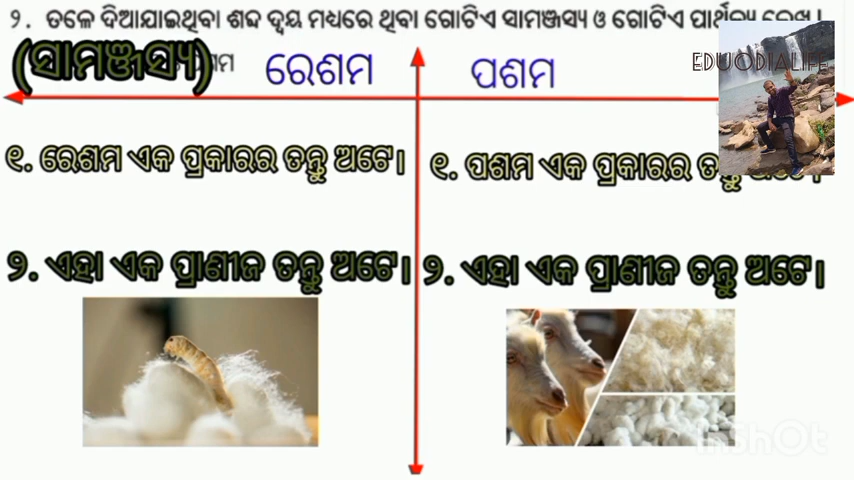 ୨. ତଳେ ଦିଆଯାଇଥିବା ଶବ୍ଦ ଦ୍ୱୟ ମଧ୍ୟରେ ଥିବା ଗୋଟିଏ ସାମଞ୍ଜସ୍ୟ ଓ ଗୋଟିଏ ପାର୍ଥକ୍ୟ ଲେଖ।
(ସାମଞ୍ଜସ୍ୟ)
ରେଶମ
ପଶମ
EDUODIALIFE
୧. ରେଶମ ଏକ ପ୍ରକାରର ତନ୍ତୁ ଅଟେ।
୧. ପଶମ ଏକ ପ୍ରକାରର ତନ୍ତୁ ଅଟେ।
୨. ଏହା ଏକ ପ୍ରାଣୀଜ ତନ୍ତୁ ଅଟେ।
୨. ଏହା ଏକ ପ୍ରାଣୀଜ ତନ୍ତୁ ଅଟେ।
InShOt